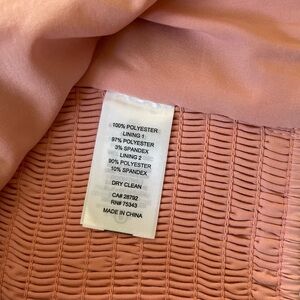 100% POLYESTER
LINING 1
97% POLYESTER
3% SPANDEX
LINING 2
90% POLYESTER
10% SPANDEX
DRY CLEAN
CA# 28792
RN# 75343
MADE IN CHINA